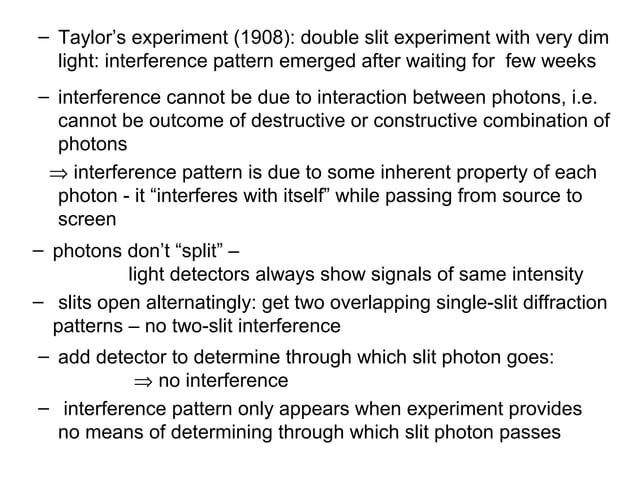 – Taylor’s experiment (1908): double slit experiment with very dim
light: interference pattern emerged after waiting for  few weeks
– interference cannot be due to interaction between photons, i.e.
cannot be outcome of destructive or constructive combination of
photons
⇒ interference pattern is due to some inherent property of each
photon - it “interferes with itself” while passing from source to
screen
– photons don’t “split” –
light detectors always show signals of same intensity
– slits open alternatingly: get two overlapping single-slit diffraction
patterns – no two-slit interference
– add detector to determine through which slit photon goes:
⇒ no interference
– interference pattern only appears when experiment provides
no means of determining through which slit photon passes